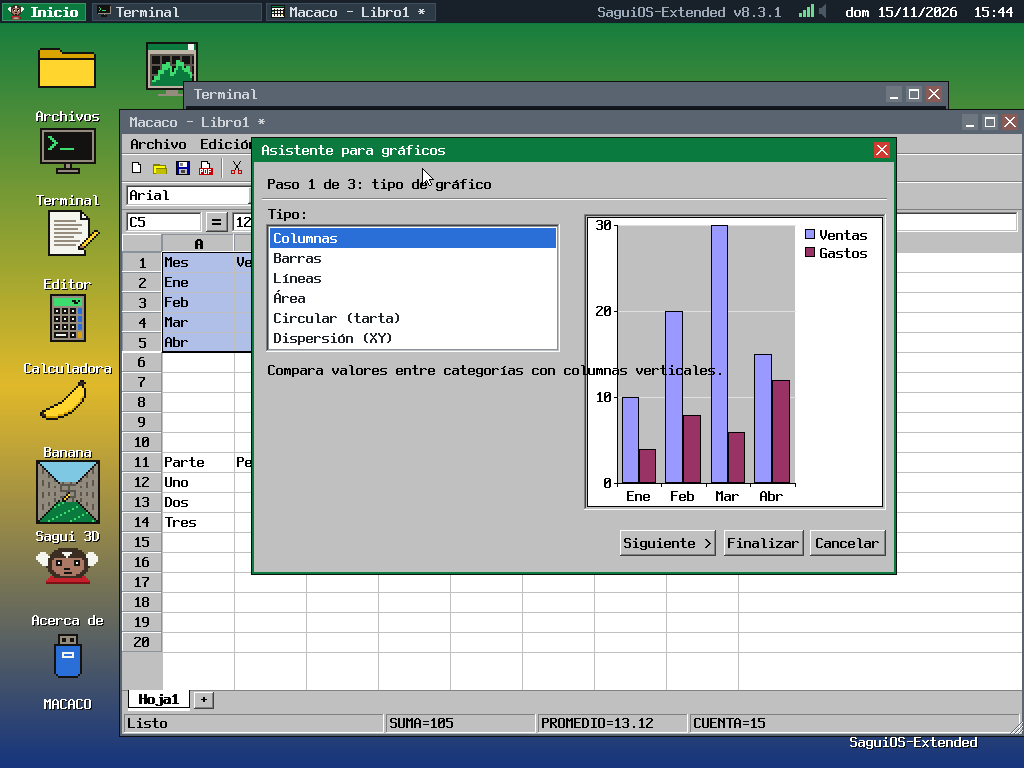 Inicio Terminal Macaco - Libro1 * SaguiOS-Extended v8.3.1 dom 15/11/2026 15:44
Archivos
Terminal
Editor
Calculadora
Banana
Sagui 3D
Acerca de
MACACO
Terminal
Macaco - Libro1 *
Archivo Edición
PDF
Arial
C5 = 12
A
1 Mes Ve
2 Ene
3 Feb
4 Mar
5 Abr
6
7
8
9
10
11 Parte Pe
12 Uno
13 Dos
14 Tres
15
16
17
18
19
20
Hoja1 +
Listo SUMA=105 PROMEDIO=13.12 CUENTA=15
Asistente para gráficos
Paso 1 de 3: tipo de gráfico
Tipo:
Columnas
Barras
Líneas
Área
Circular (tarta)
Dispersión (XY)
Compara valores entre categorías con columnas verticales.
30
20
10
0
Ene Feb Mar Abr
Ventas
Gastos
Siguiente > Finalizar Cancelar
SaguiOS-Extended